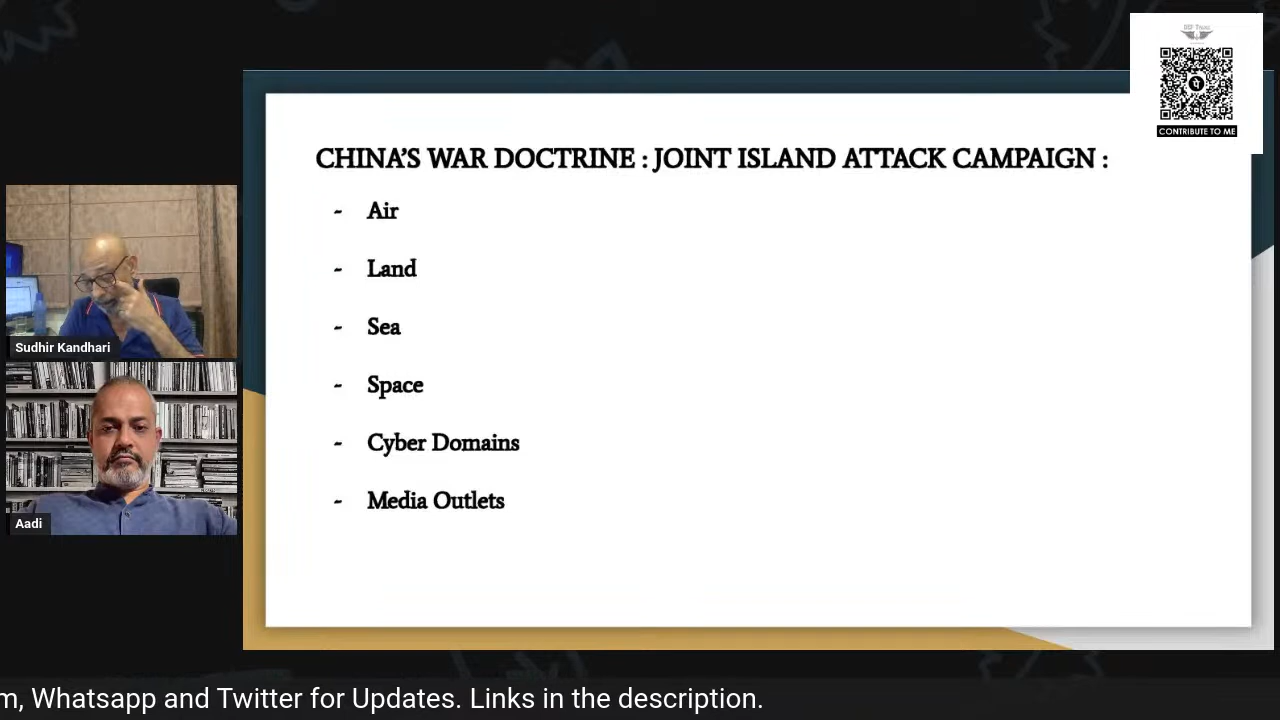 CONTRIBUTE TO ME
CHINA’S WAR DOCTRINE : JOINT ISLAND ATTACK CAMPAIGN :
- Air
- Land
- Sea
- Space
- Cyber Domains
- Media Outlets
Sudhir Kandhari
Aadi
m, Whatsapp and Twitter for Updates. Links in the description.